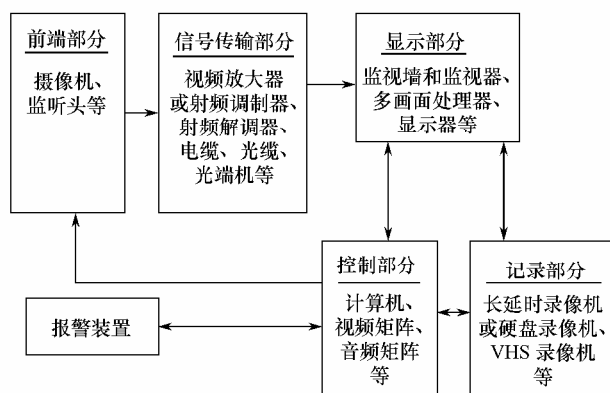 前端部分
摄像机、
监听头等
信号传输部分
视频放大器
或射频调制器、
射频解调器、
电缆、光缆、
光端机等
显示部分
监视墙和监视器、
多画面处理器、
显示器等
控制部分
计算机、
视频矩阵、
音频矩阵
等
记录部分
长延时录像机
或硬盘录像机、
VHS 录像机
等
报警装置